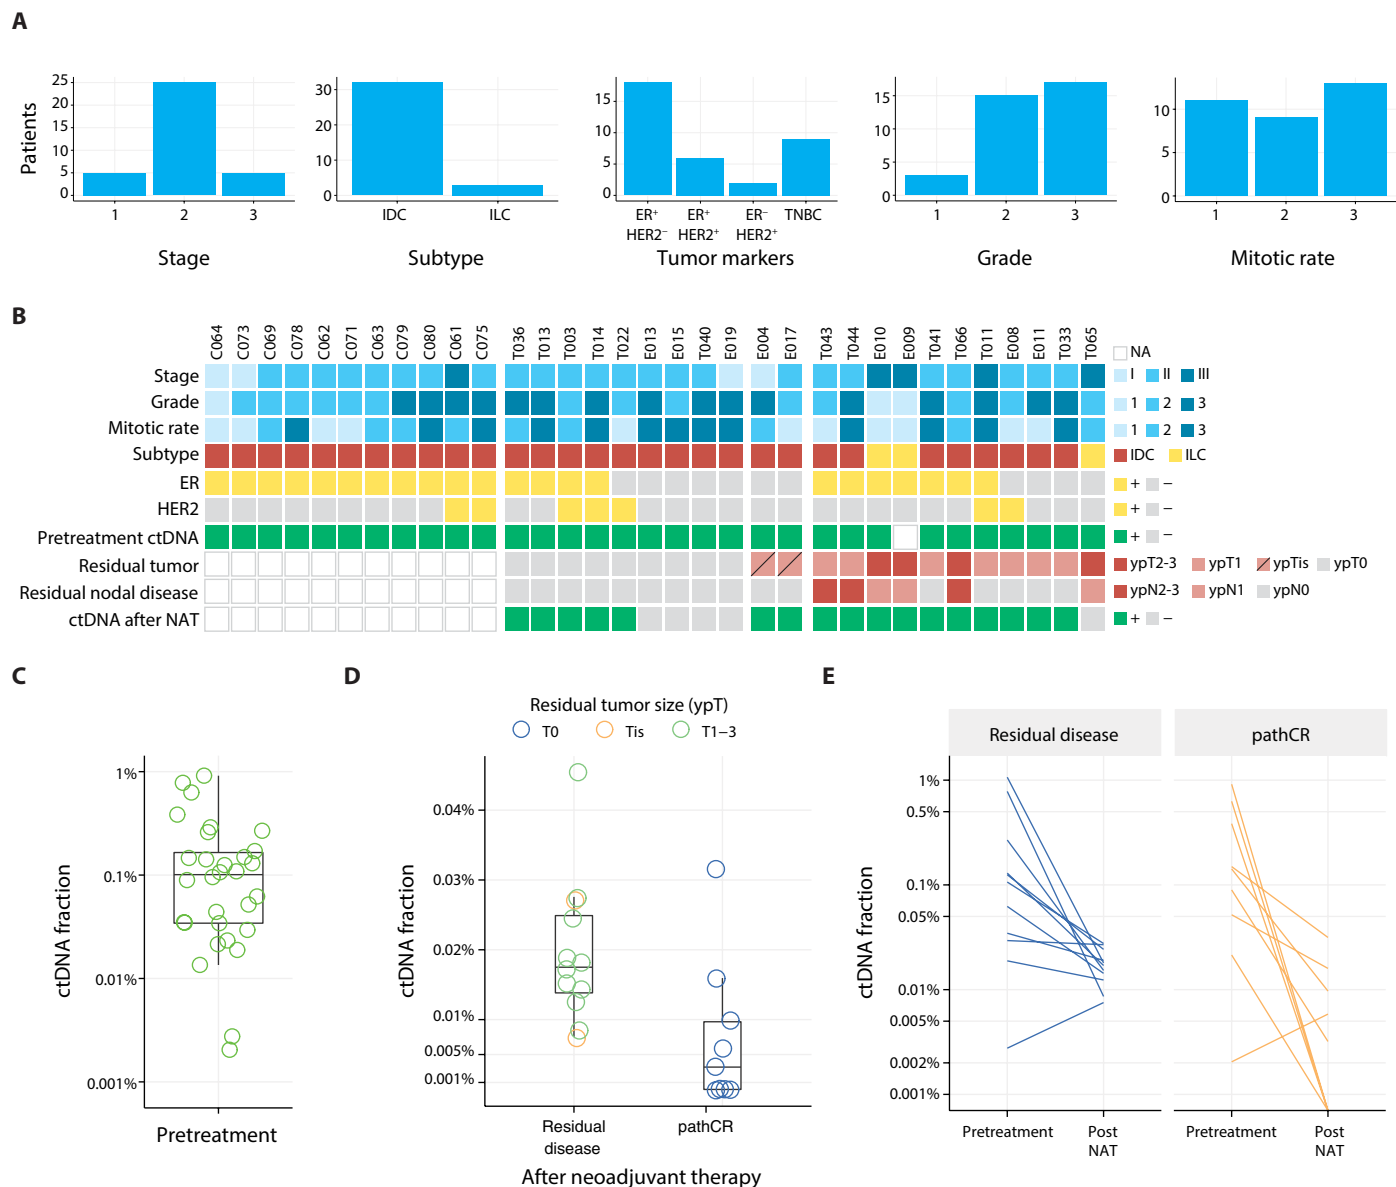 A
Patients
25
20
15
10
5
0
1 2 3
Stage
30
20
10
0
IDC ILC
Subtype
15
10
5
0
ER+ ER+ ER− TNBC
HER2− HER2+ HER2+
Tumor markers
15
10
5
0
1 2 3
Grade
10
5
0
1 2 3
Mitotic rate
B
C064 C073 C069 C078 C062 C071 C063 C079 C080 C061 C075 T036 T013 T003 T014 T022 E013 E015 T040 E019 E004 E017 T043 T044 E010 E009 T041 T066 T011 E008 E011 T033 T065
NA
Stage I II III
Grade 1 2 3
Mitotic rate 1 2 3
Subtype IDC ILC
ER + −
HER2 + −
Pretreatment ctDNA + −
Residual tumor ypT2-3 ypT1 ypTis ypT0
Residual nodal disease ypN2-3 ypN1 ypN0
ctDNA after NAT + −
C
ctDNA fraction
1%
0.1%
0.01%
0.001%
Pretreatment
D
Residual tumor size (ypT)
T0 Tis T1−3
ctDNA fraction
0.04%
0.03%
0.02%
0.01%
0.005%
0.001%
Residual pathCR
disease
After neoadjuvant therapy
E
Residual disease pathCR
ctDNA fraction
1%
0.5%
0.1%
0.05%
0.01%
0.005%
0.002%
0.001%
Pretreatment Post Pretreatment Post
NAT NAT